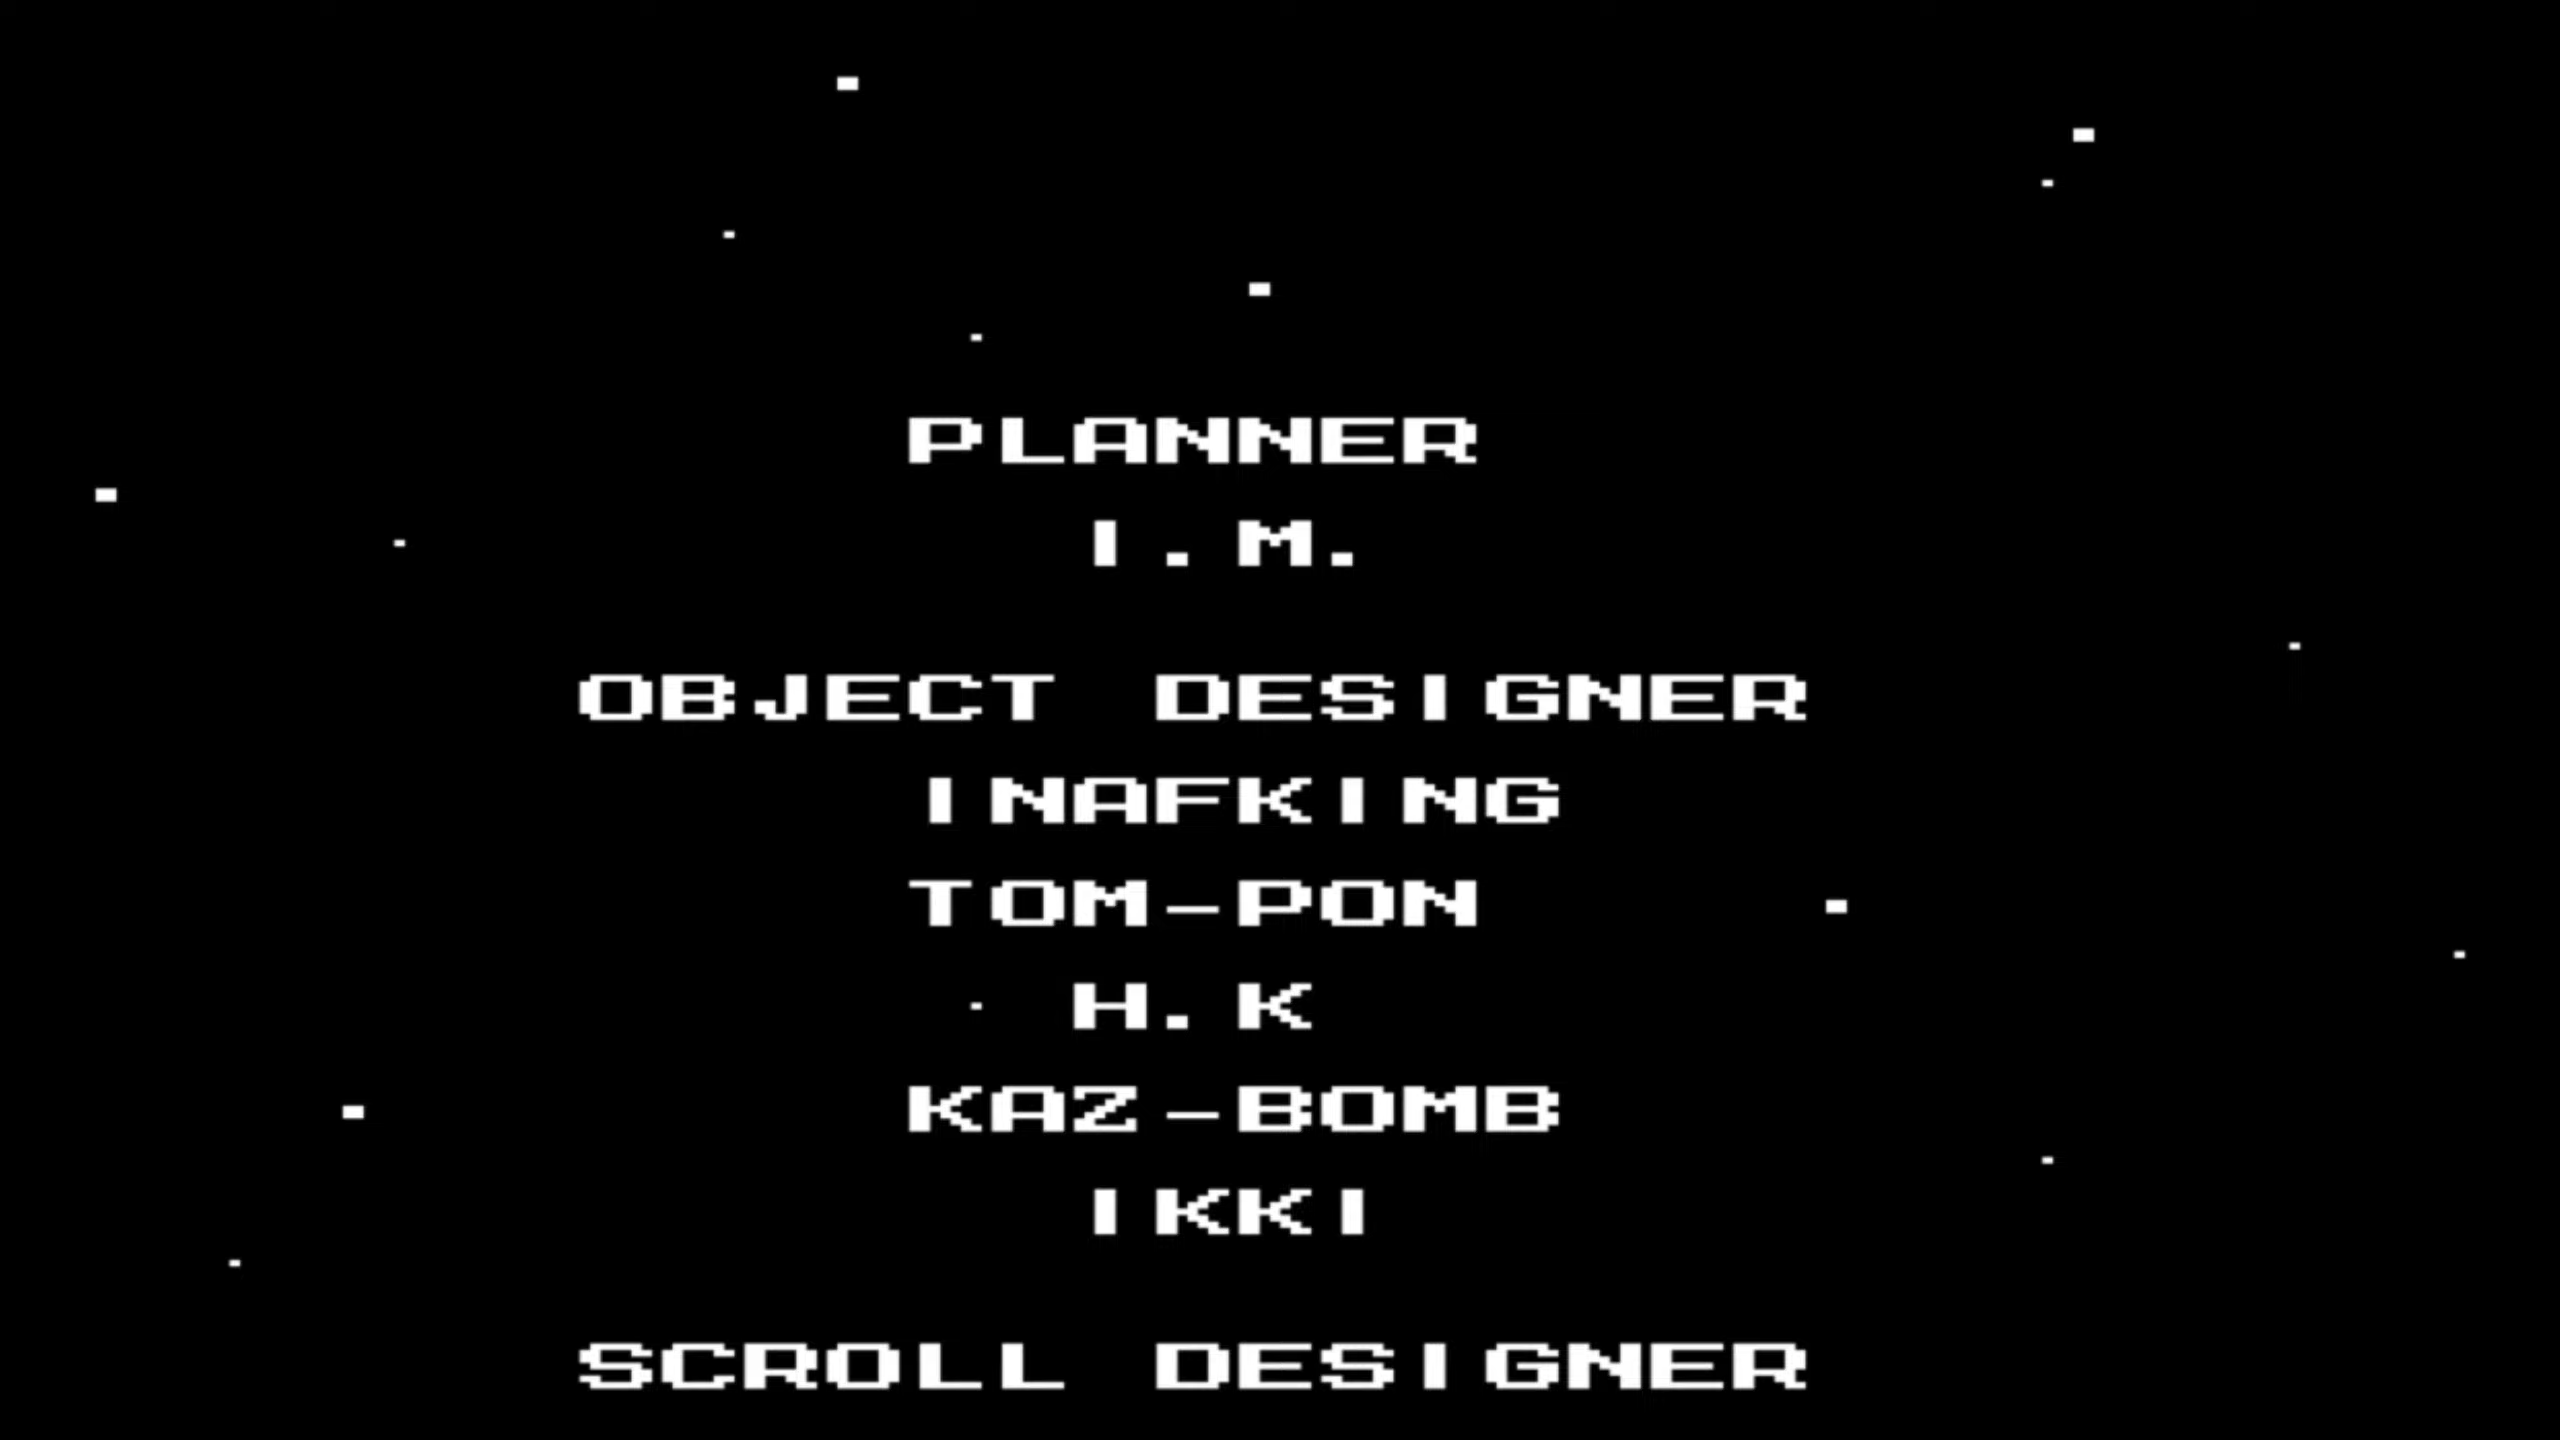 PLANNER
I.M.
OBJECT DESIGNER
INAFKING
TOM-PON
H.K
KAZ-BOMB
IKKI
SCROLL DESIGNER